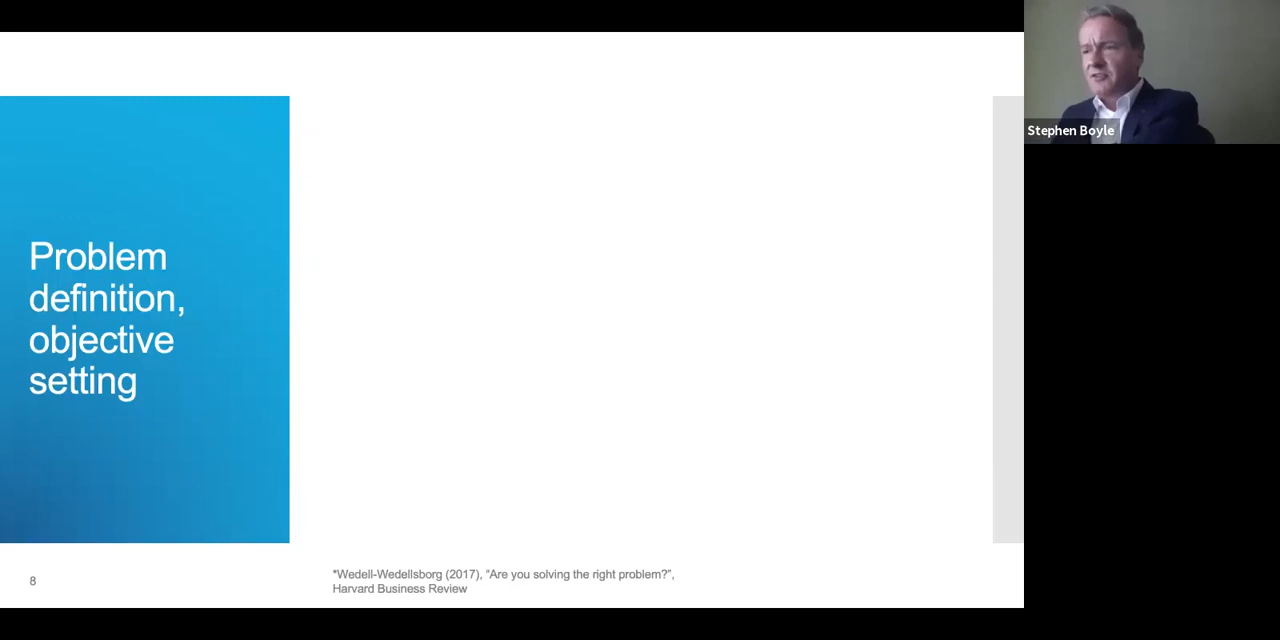 Stephen Boyle
Problem
definition,
objective
setting
8
*Wedell-Wedellsborg (2017), “Are you solving the right problem?”,
Harvard Business Review